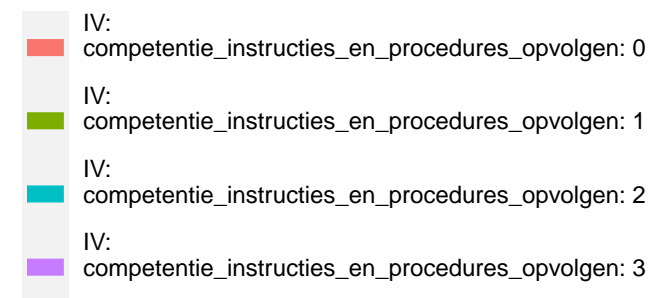 IV:
competentie_instructies_en_procedures_opvolgen: 0
IV:
competentie_instructies_en_procedures_opvolgen: 1
IV:
competentie_instructies_en_procedures_opvolgen: 2
IV:
competentie_instructies_en_procedures_opvolgen: 3